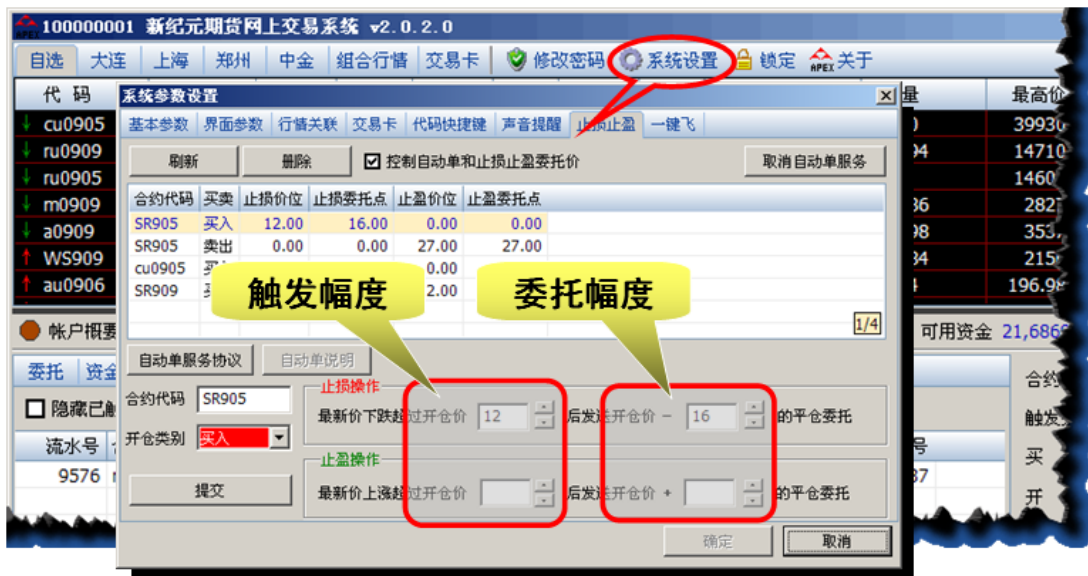 100000001 新纪元期货网上交易系统 v2.0.2.0
自选 大连 上海 郑州 中金 组合行情 交易卡 修改密码 系统设置 锁定 APEX 关于
代 码 量 最高价
cu0905 39930
ru0909 94 14710
ru0905 1460
m0909 36 282
a0909 98 353
WS909 34 215
au0906 196.98
系统参数设置
基本参数 界面参数 行情关联 交易卡 代码快捷键 声音提醒 止损止盈 一键飞
刷新 删除 控制自动单和止损止盈委托价 取消自动单服务
合约代码 买卖 止损价位 止损委托点 止盈价位 止盈委托点
SR905 买入 12.00 16.00 0.00 0.00
SR905 卖出 0.00 0.00 27.00 27.00
cu0905 0.00
SR909 2.00
触发幅度 委托幅度
1/4
帐户概要 可用资金 21,686
自动单服务协议 自动单说明
委托 资金
合约代码 SR905
隐藏已触
开仓类别 买入
流水号
9576
提交
止损操作
最新价下跌超过开仓价 12 后发送开仓价 - 16 的平仓委托
止盈操作
最新价上涨超过开仓价 后发送开仓价 + 的平仓委托
确定 取消
合约
触发
号
37
买
开